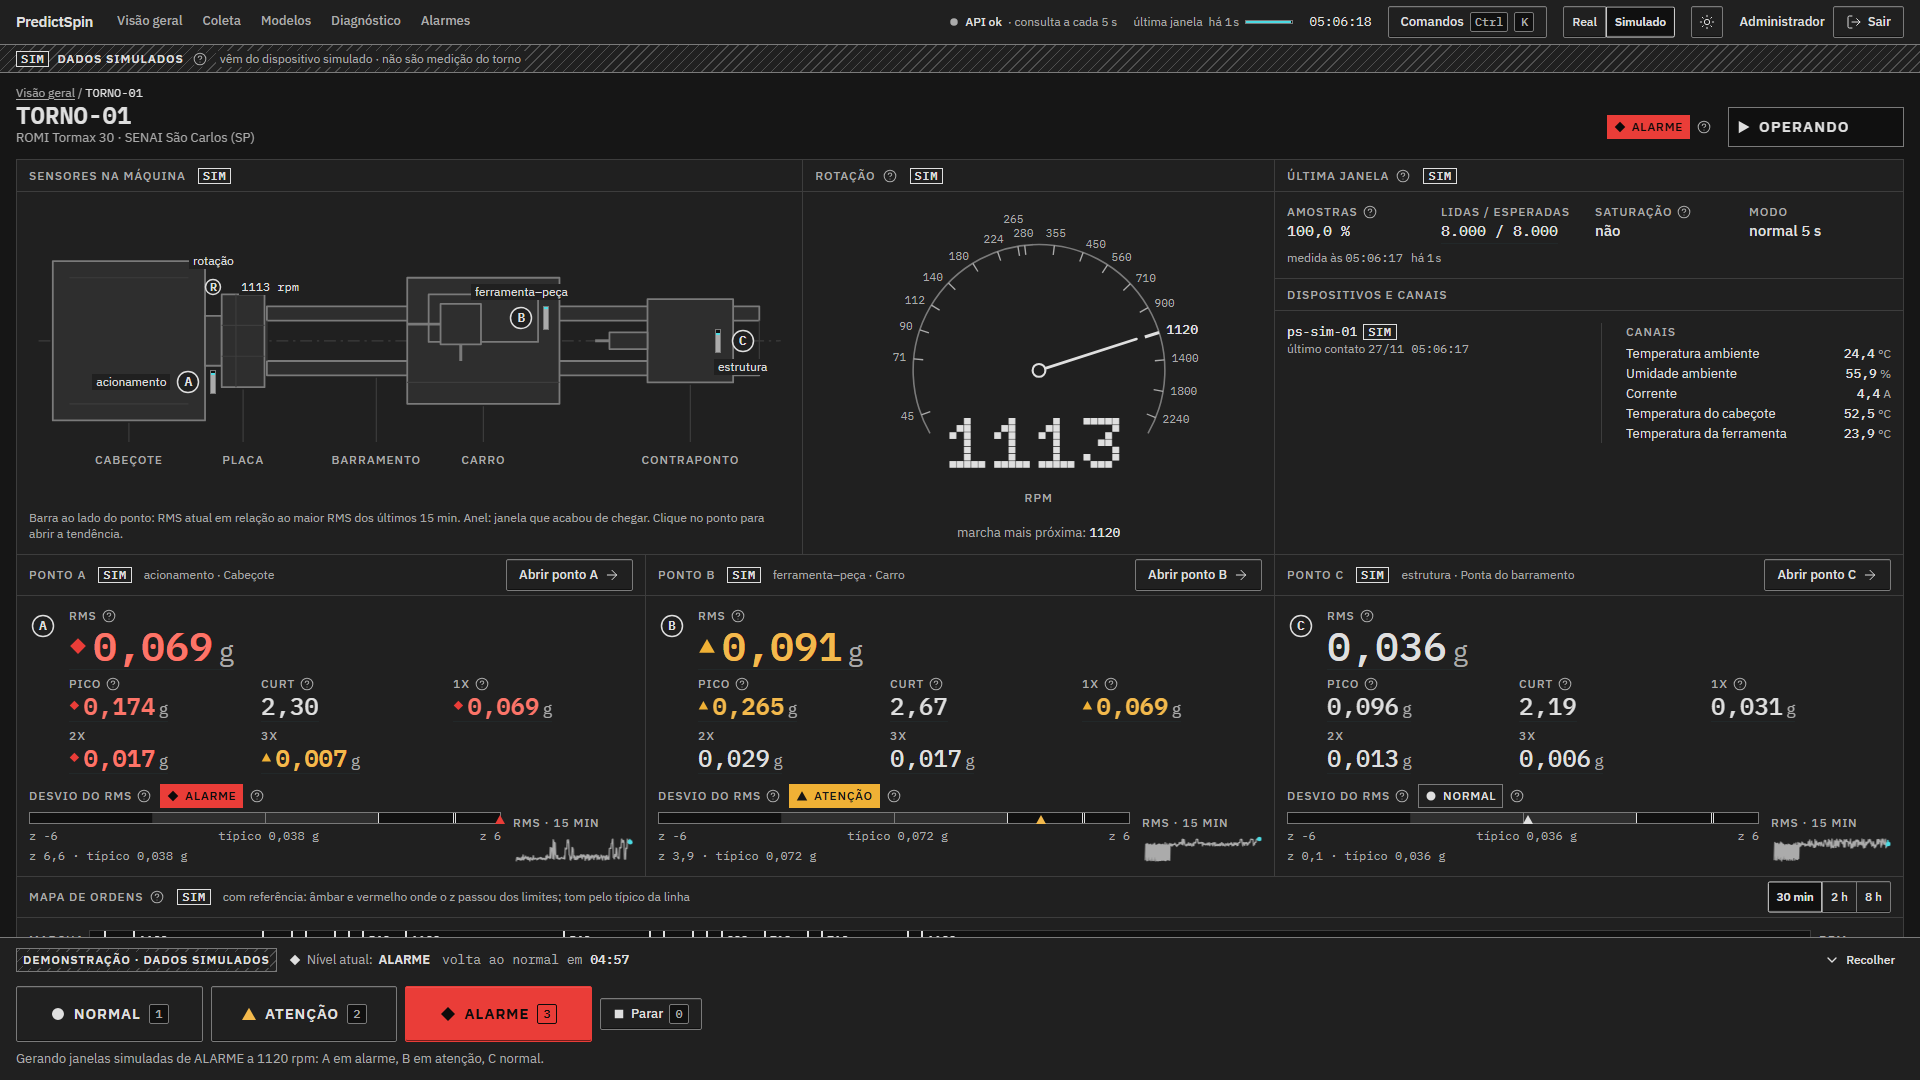 PredictSpin Visão geral Coleta Modelos Diagnóstico Alarmes API ok · consulta a cada 5 s última janela há 1 s 05:06:18 Comandos Ctrl K Real Simulado Administrador Sair
SIM DADOS SIMULADOS vêm do dispositivo simulado · não são medição do torno
Visão geral / TORNO-01
TORNO-01
ROMI Tormax 30 · SENAI São Carlos (SP)
ALARME OPERANDO
SENSORES NA MÁQUINA SIM
rotação
R 1113 rpm
ferramenta–peça
B
C
estrutura
acionamento A
CABEÇOTE PLACA BARRAMENTO CARRO CONTRAPONTO
Barra ao lado do ponto: RMS atual em relação ao maior RMS dos últimos 15 min. Anel: janela que acabou de chegar. Clique no ponto para
abrir a tendência.
ROTAÇÃO SIM
45
71
90
112
140
180
224
265
280
355
450
560
710
900
1120
1400
1800
2240
1113
RPM
marcha mais próxima: 1120
ÚLTIMA JANELA SIM
AMOSTRAS LIDAS / ESPERADAS SATURAÇÃO MODO
100,0 % 8.000 / 8.000 não normal 5 s
medida às 05:06:17 há 1 s
DISPOSITIVOS E CANAIS
ps-sim-01 SIM
último contato 27/11 05:06:17
CANAIS
Temperatura ambiente 24,4 °C
Umidade ambiente 55,9 %
Corrente 4,4 A
Temperatura do cabeçote 52,5 °C
Temperatura da ferramenta 23,9 °C
PONTO A SIM acionamento · Cabeçote Abrir ponto A
A
RMS
0,069 g
PICO CURT 1X
0,174 g 2,30 0,069 g
2X 3X
0,017 g 0,007 g
DESVIO DO RMS ALARME
RMS · 15 MIN
z -6 típico 0,038 g z 6
z 6,6 · típico 0,038 g
PONTO B SIM ferramenta–peça · Carro Abrir ponto B
B
RMS
0,091 g
PICO CURT 1X
0,265 g 2,67 0,069 g
2X 3X
0,029 g 0,017 g
DESVIO DO RMS ATENÇÃO
RMS · 15 MIN
z -6 típico 0,072 g z 6
z 3,9 · típico 0,072 g
PONTO C SIM estrutura · Ponta do barramento Abrir ponto C
C
RMS
0,036 g
PICO CURT 1X
0,096 g 2,19 0,031 g
2X 3X
0,013 g 0,006 g
DESVIO DO RMS NORMAL
RMS · 15 MIN
z -6 típico 0,036 g z 6
z 0,1 · típico 0,036 g
MAPA DE ORDENS SIM com referência: âmbar e vermelho onde o z passou dos limites; tom pelo típico da linha 30 min 2 h 8 h
DEMONSTRAÇÃO · DADOS SIMULADOS Nível atual: ALARME volta ao normal em 04:57 Recolher
NORMAL 1 ATENÇÃO 2 ALARME 3 Parar 0
Gerando janelas simuladas de ALARME a 1120 rpm: A em alarme, B em atenção, C normal.